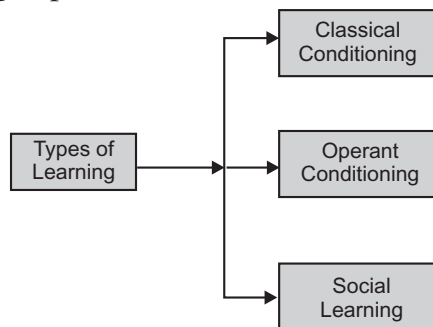 Classical
Conditioning
Types of
Learning
Operant
Conditioning
Social
Learning